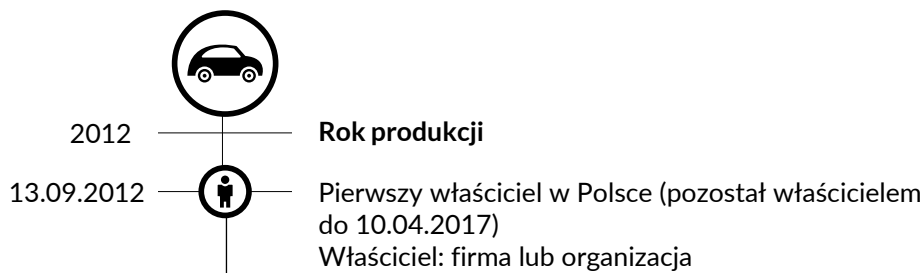 2012 Rok produkcji
13.09.2012 Pierwszy właściciel w Polsce (pozostał właścicielem
do 10.04.2017)
Właściciel: firma lub organizacja